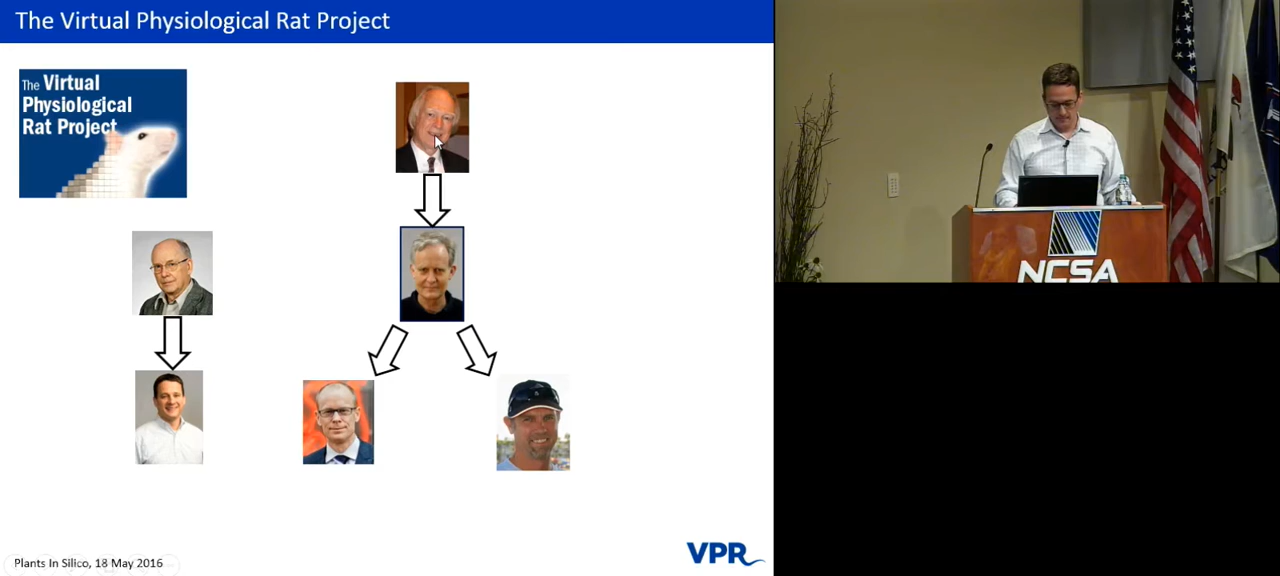 The Virtual Physiological Rat Project
The Virtual
Physiological
Rat Project
NCSA
Plants In Silico, 18 May 2016
VPR